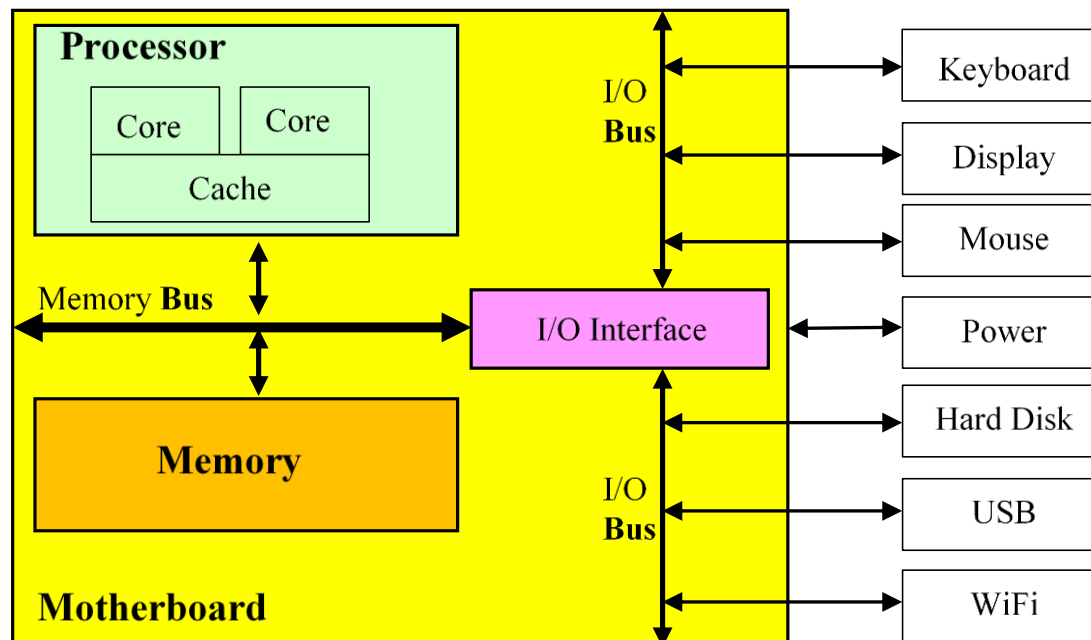 Processor
Core
Core
Cache
Memory Bus
Memory
Motherboard
I/O
Bus
I/O Interface
I/O
Bus
Keyboard
Display
Mouse
Power
Hard Disk
USB
WiFi